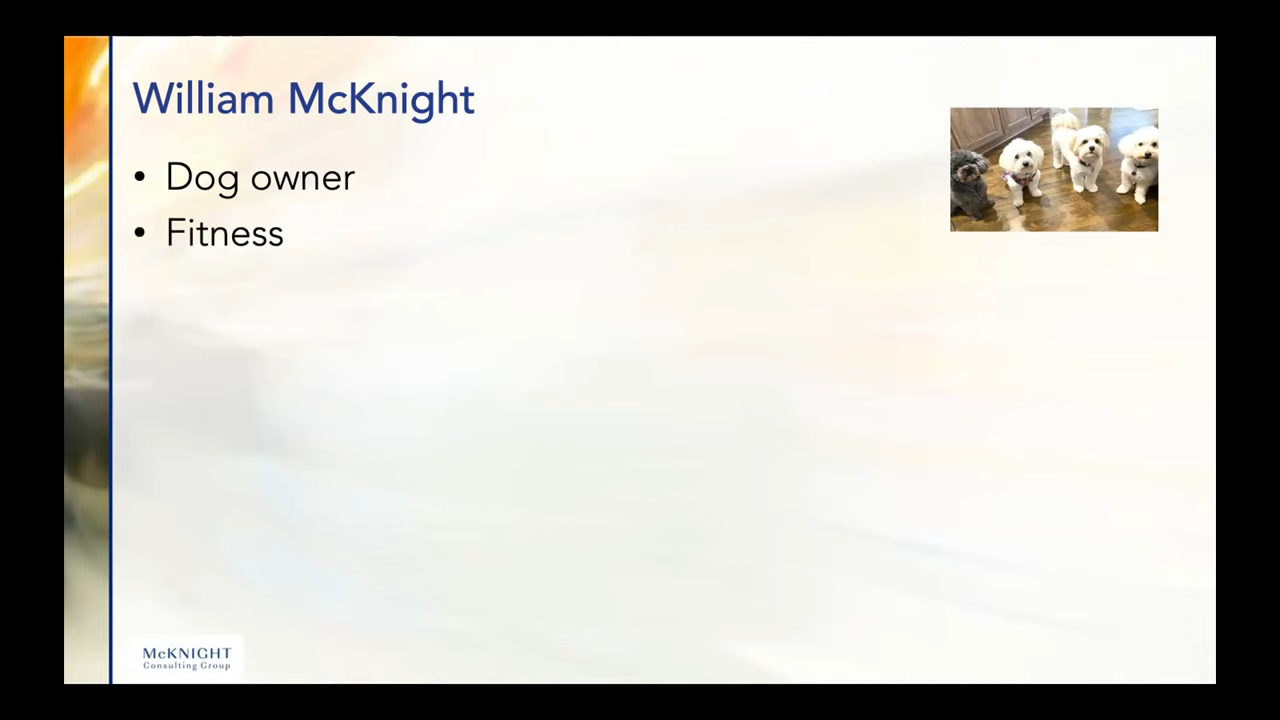 William McKnight
• Dog owner
• Fitness
McKNIGHT
Consulting Group